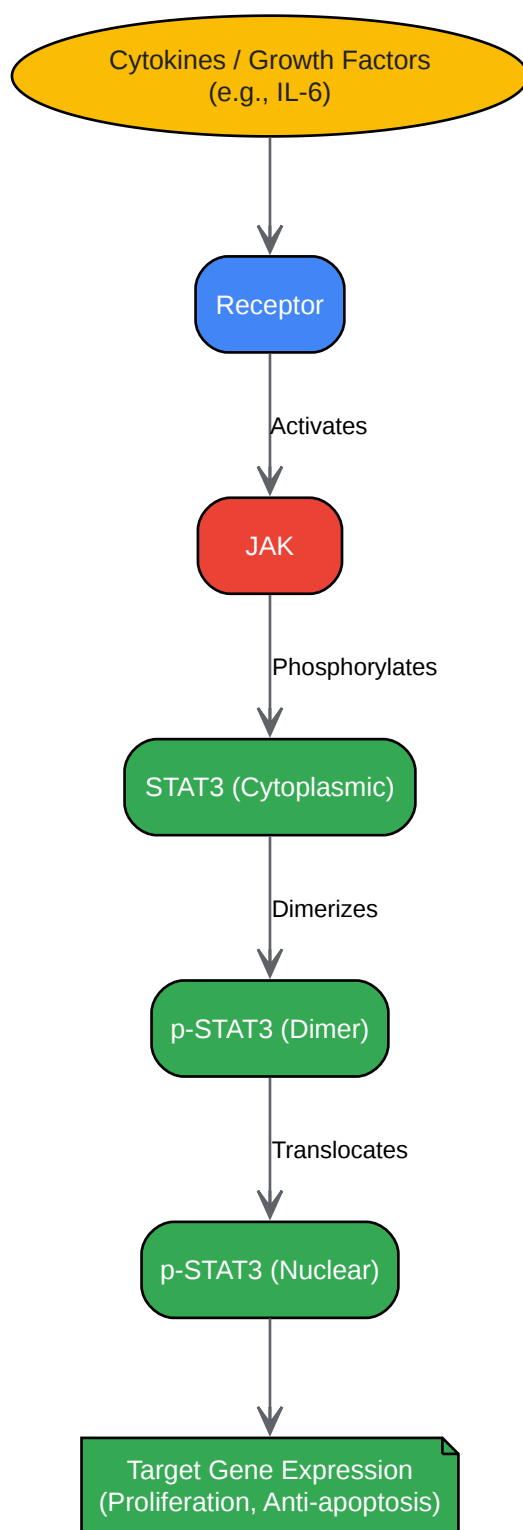 Cytokines / Growth Factors
(e.g., IL-6)
Receptor
Activates
JAK
Phosphorylates
STAT3 (Cytoplasmic)
Dimerizes
p-STAT3 (Dimer)
Translocates
p-STAT3 (Nuclear)
Target Gene Expression
(Proliferation, Anti-apoptosis)